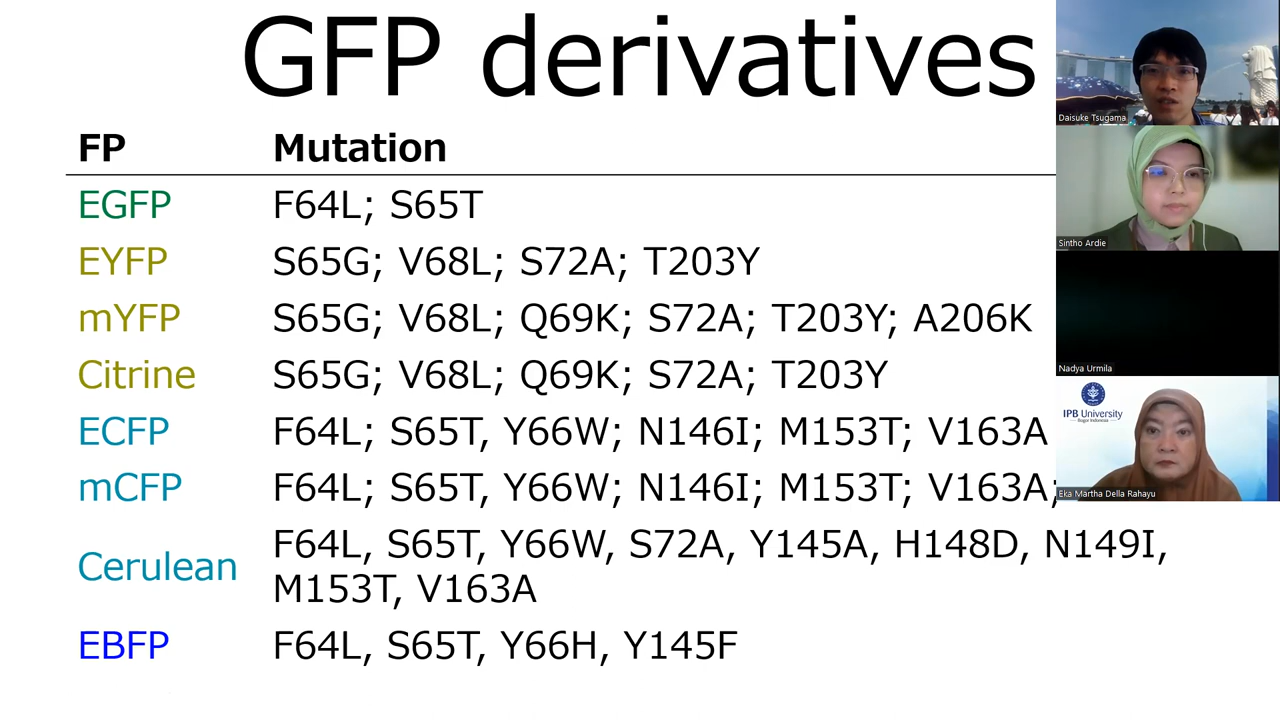 GFP derivatives
FP Mutation
EGFP F64L; S65T
EYFP S65G; V68L; S72A; T203Y
mYFP S65G; V68L; Q69K; S72A; T203Y; A206K
Citrine S65G; V68L; Q69K; S72A; T203Y
ECFP F64L; S65T, Y66W; N146I; M153T; V163A
mCFP F64L; S65T, Y66W; N146I; M153T; V163A;
Cerulean F64L, S65T, Y66W, S72A, Y145A, H148D, N149I,
M153T, V163A
EBFP F64L, S65T, Y66H, Y145F
Daisuke Tsugama
Sintho Ardie
Nadya Urmila
IPB University
Bogor Indonesia
Eka Martha Della Rahayu